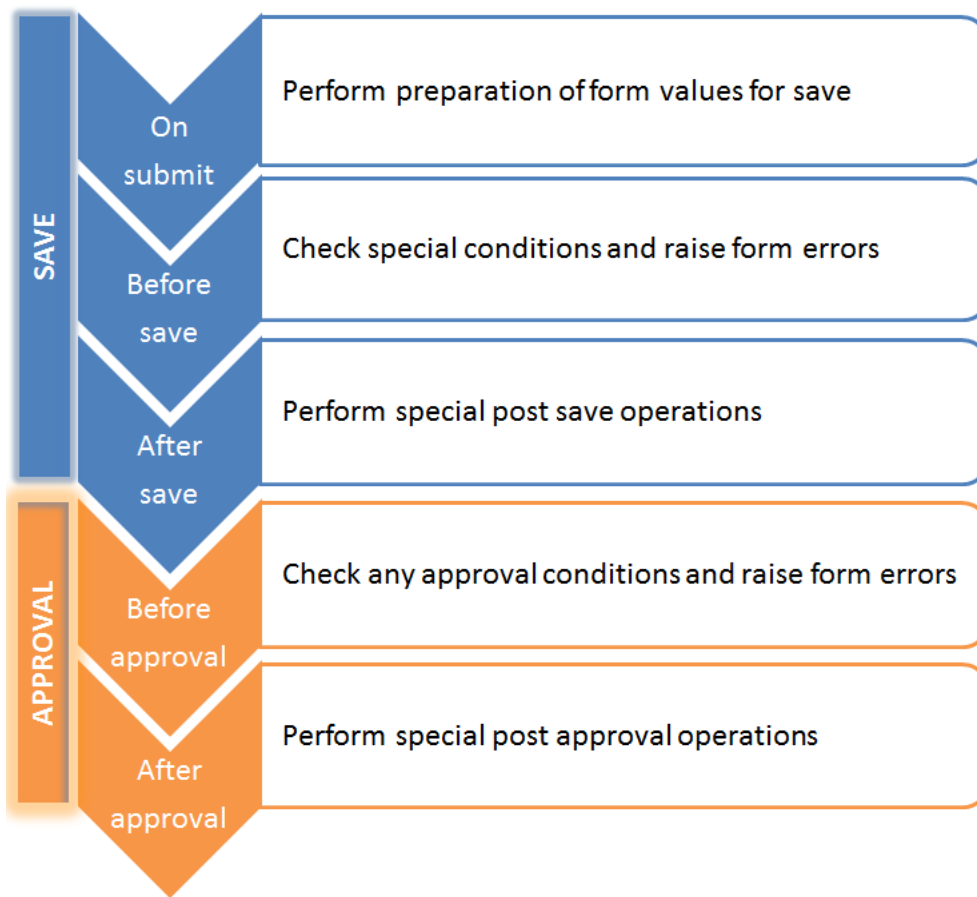 SAVE
On
submit
Perform preparation of form values for save
Before
save
Check special conditions and raise form errors
After
save
Perform special post save operations
APPROVAL
Before
approval
Check any approval conditions and raise form errors
After
approval
Perform special post approval operations